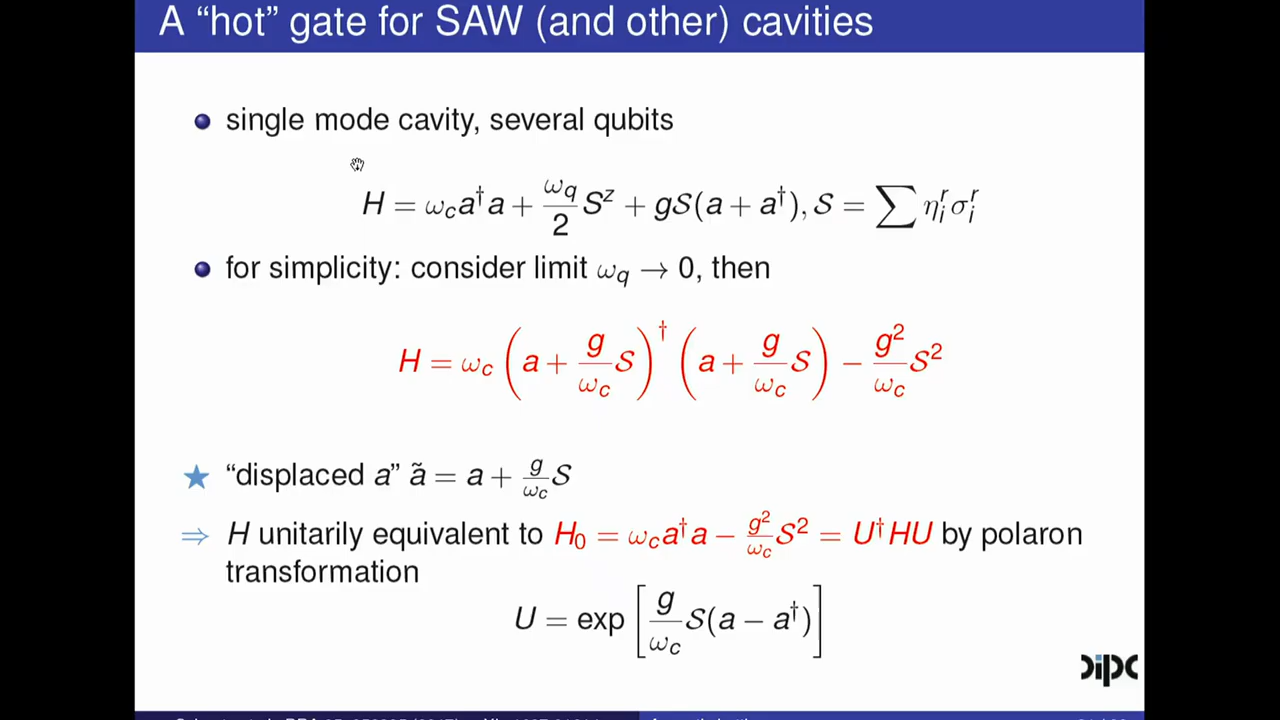 A “hot” gate for SAW (and other) cavities
single mode cavity, several qubits
H = ω_c a†a + ω_q/2 S^z + g𝒮(a + a†), 𝒮 = ∑ η_i^r σ_i^r
for simplicity: consider limit ω_q → 0, then
H = ω_c (a + g/ω_c 𝒮)† (a + g/ω_c 𝒮) − g²/ω_c 𝒮²
“displaced a” ã = a + g/ω_c 𝒮
⇒ H unitarily equivalent to H₀ = ω_c a†a − g²/ω_c 𝒮² = U†HU by polaron
transformation
U = exp [g/ω_c 𝒮(a − a†)]
dipc